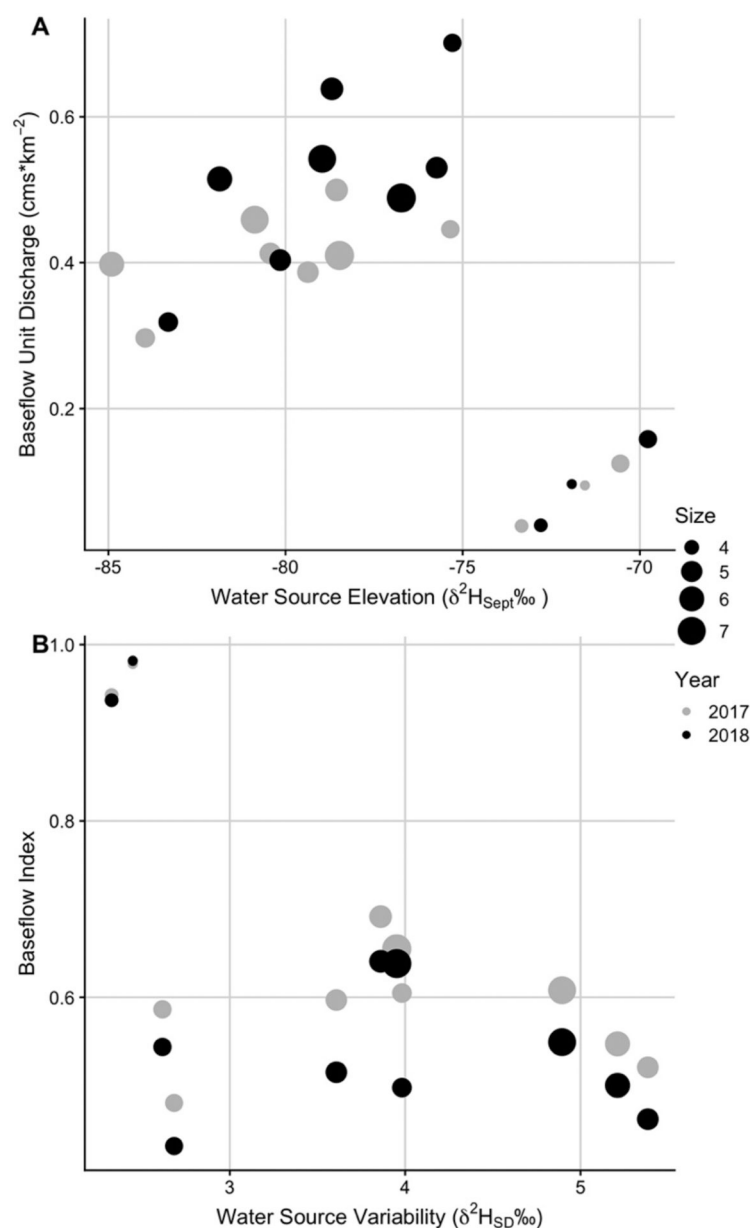 A
Baseflow Unit Discharge (cms*km⁻²)
0.6
0.4
0.2
-85 -80 -75 -70
Water Source Elevation (δ²H_Sept‰ )
Size
4
5
6
7
Year
2017
2018
B
Baseflow Index
1.0
0.8
0.6
3 4 5
Water Source Variability (δ²H_SD‰)